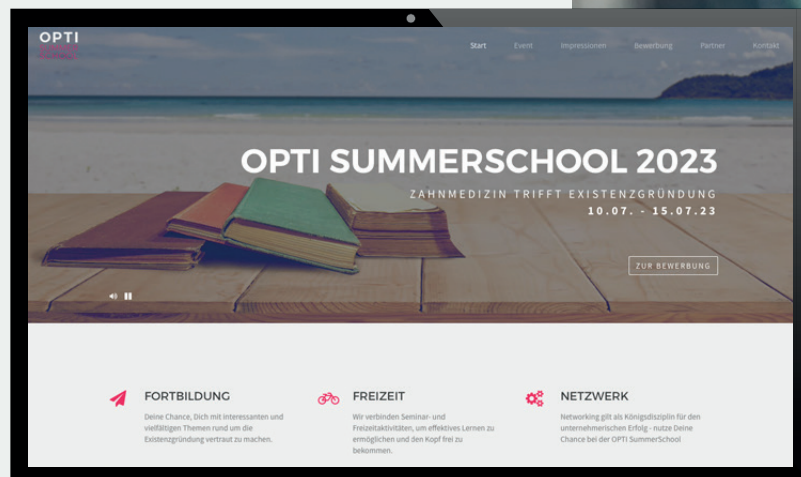 OPTI
Start Event Impressionen Bewerbung Partner Kontakt
OPTI SUMMERSCHOOL 2023
ZAHNMEDIZIN TRIFFT EXISTENZGRÜNDUNG
10.07. - 15.07.23
ZUR BEWERBUNG
FORTBILDUNG
Deine Chance, Dich mit Interessanten und
vielfältigen Themen rund um die
Existenzgründung vertraut zu machen.
FREIZEIT
Wir verbinden Seminar- und
Freizeitaktivitäten, um effektives Lernen zu
ermöglichen und den Kopf frei zu
bekommen.
NETZWERK
Networking gilt als Königsdisziplin für den
unternehmerischen Erfolg - nutze Deine
Chance bei der OPTI SummerSchool